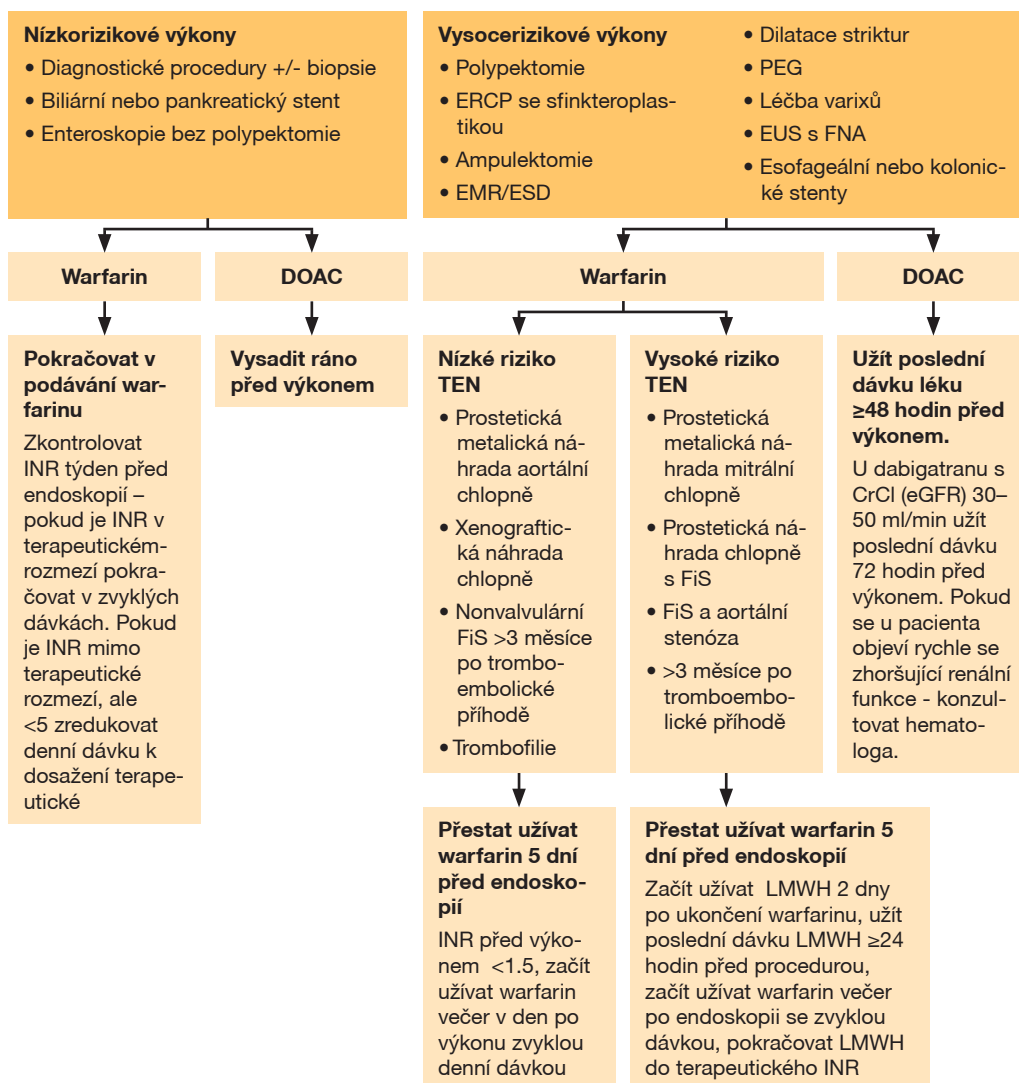 Nízkorizikové výkony
• Diagnostické procedury +/- biopsie
• Biliární nebo pankreatický stent
• Enteroskopie bez polypektomie
Vysocerizikové výkony
• Polypektomie
• ERCP se sfinkteroplas-
tikou
• Ampulektomie
• EMR/ESD
• Dilatace striktur
• PEG
• Léčba varixů
• EUS s FNA
• Esofageální nebo kolonic-
ké stenty
Warfarin
DOAC
Warfarin
DOAC
Pokračovat v
podávání war-
farinu
Zkontrolovat
INR týden před
endoskopií –
pokud je INR v
terapeutickém-
rozmezí pokra-
čovat v zvyklých
dávkách. Pokud
je INR mimo
terapeutické
rozmezí, ale
<5 zredukovat
denní dávku k
dosažení terape-
utické
Vysadit ráno
před výkonem
Nízké riziko
TEN
• Prostetická
metalická ná-
hrada aortální
chlopně
• Xenograftic-
ká náhrada
chlopně
• Nonvalvulární
FiS >3 měsíce
po trombo-
embolické
příhodě
• Trombofilie
Vysoké riziko
TEN
• Prostetická
metalická ná-
hrada mitrální
chlopně
• Prostetická ná-
hrada chlopně
s FiS
• FiS a aortální
stenóza
• >3 měsíce po
tromboembo-
lické příhodě
Užít poslední
dávku léku
≥48 hodin před
výkonem.
U dabigatranu s
CrCl (eGFR) 30–
50 ml/min užít
poslední dávku
72 hodin před
výkonem. Pokud
se u pacienta
objeví rychle se
zhoršující renální
funkce - konzul-
tovat hemato-
loga.
Přestat užívat
warfarin 5 dní
před endosko-
pií
INR před výko-
nem <1.5, začít
užívat warfarin
večer v den po
výkonu zvyklou
denní dávkou
Přestat užívat warfarin 5
dní před endoskopií
Začít užívat LMWH 2 dny
po ukončení warfarinu, užít
poslední dávku LMWH ≥24
hodin před procedurou,
začít užívat warfarin večer
po endoskopii se zvyklou
dávkou, pokračovat LMWH
do terapeutického INR